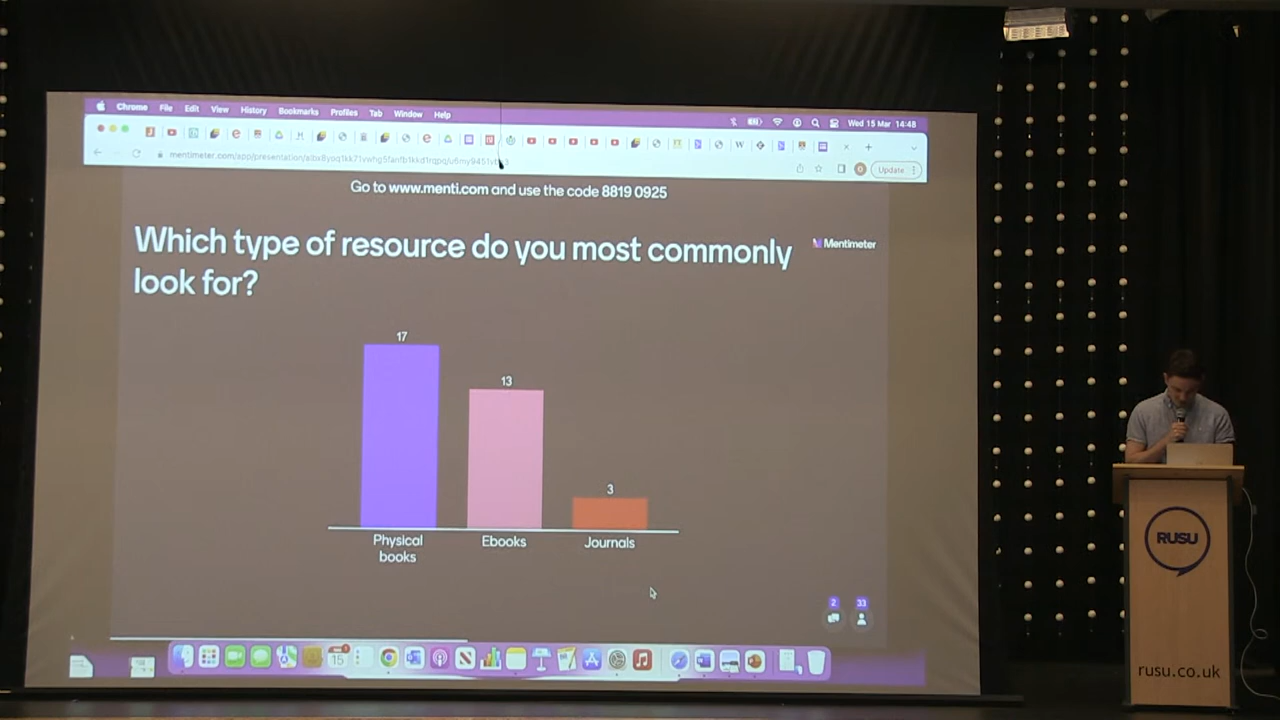 Chrome File Edit View History Bookmarks Profiles Tab Window Help
Wed 15 Mar 14:48
Update
Go to www.menti.com and use the code 8819 0925
Which type of resource do you most commonly
look for?
Mentimeter
17
13
3
Physical
books
Ebooks
Journals
2
33
15
RUSU
rusu.co.uk